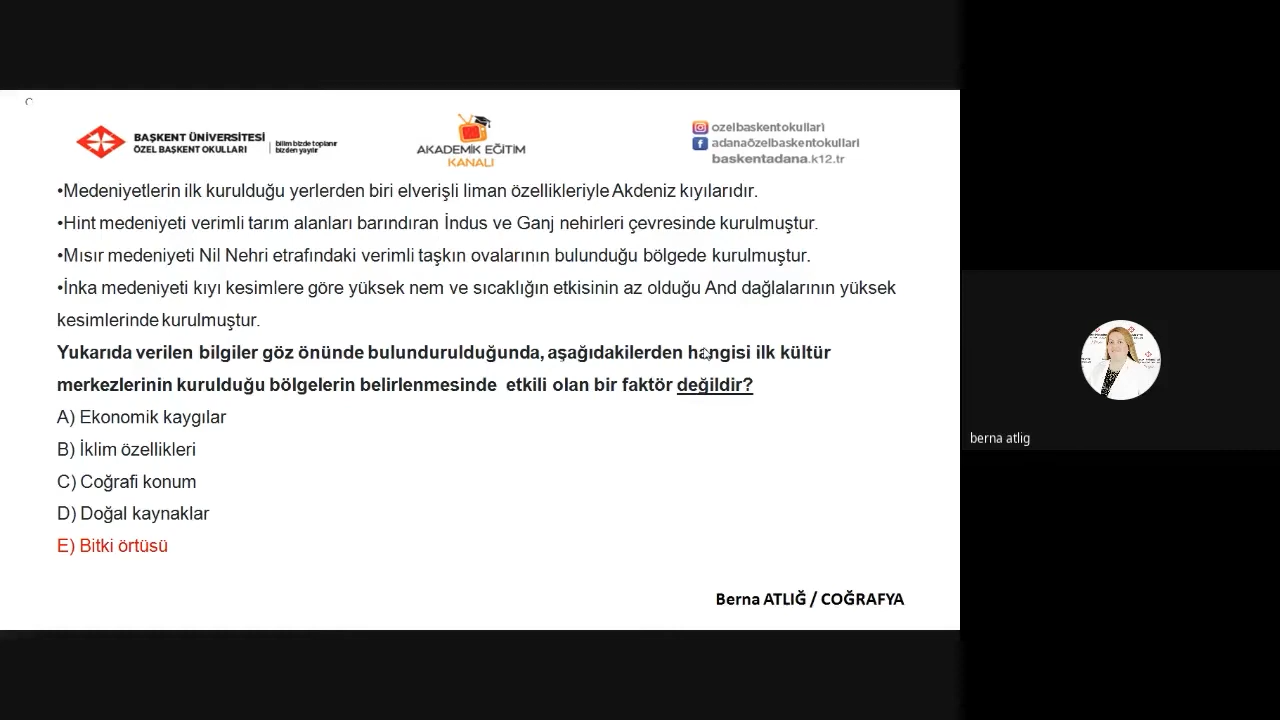 BAŞKENT ÜNİVERSİTESİ
ÖZEL BAŞKENT OKULLARI
bilim bizde toplanır
bizden yayılır
AKADEMİK EĞİTİM
KANALI
ozelbaskentokullari
adanaözelbaskentokullari
baskentadana.k12.tr
•Medeniyetlerin ilk kurulduğu yerlerden biri elverişli liman özellikleriyle Akdeniz kıyılarıdır.
•Hint medeniyeti verimli tarım alanları barındıran İndus ve Ganj nehirleri çevresinde kurulmuştur.
•Mısır medeniyeti Nil Nehri etrafındaki verimli taşkın ovalarının bulunduğu bölgede kurulmuştur.
•İnka medeniyeti kıyı kesimlere göre yüksek nem ve sıcaklığın etkisinin az olduğu And dağlalarının yüksek
kesimlerinde kurulmuştur.
Yukarıda verilen bilgiler göz önünde bulundurulduğunda, aşağıdakilerden hangisi ilk kültür
merkezlerinin kurulduğu bölgelerin belirlenmesinde etkili olan bir faktör değildir?
A) Ekonomik kaygılar
B) İklim özellikleri
C) Coğrafi konum
D) Doğal kaynaklar
E) Bitki örtüsü
Berna ATLIĞ / COĞRAFYA
berna atlig